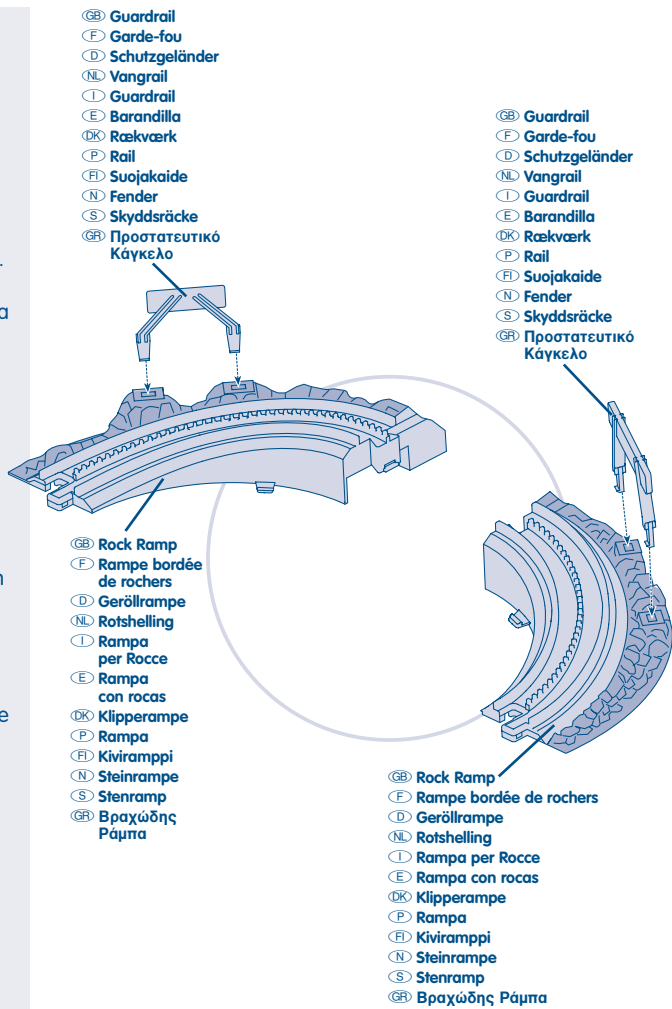 GB Guardrail
F Garde-fou
D Schutzgeländer
NL Vangrail
I Guardrail
E Barandilla
DK Rækværk
P Rail
FI Suojakaide
N Fender
S Skyddsräcke
GR Προστατευτικό
Κάγκελο
GB Guardrail
F Garde-fou
D Schutzgeländer
NL Vangrail
I Guardrail
E Barandilla
DK Rækværk
P Rail
FI Suojakaide
N Fender
S Skyddsräcke
GR Προστατευτικό
Κάγκελο
GB Rock Ramp
F Rampe bordée
de rochers
D Geröllrampe
NL Rotshelling
I Rampa
per Rocce
E Rampa
con rocas
DK Klipperampe
P Rampa
FI Kiviramppi
N Steinrampe
S Stenramp
GR Βραχώδης
Ράμπα
GB Rock Ramp
F Rampe bordée de rochers
D Geröllrampe
NL Rotshelling
I Rampa per Rocce
E Rampa con rocas
DK Klipperampe
P Rampa
FI Kiviramppi
N Steinrampe
S Stenramp
GR Βραχώδης Ράμπα